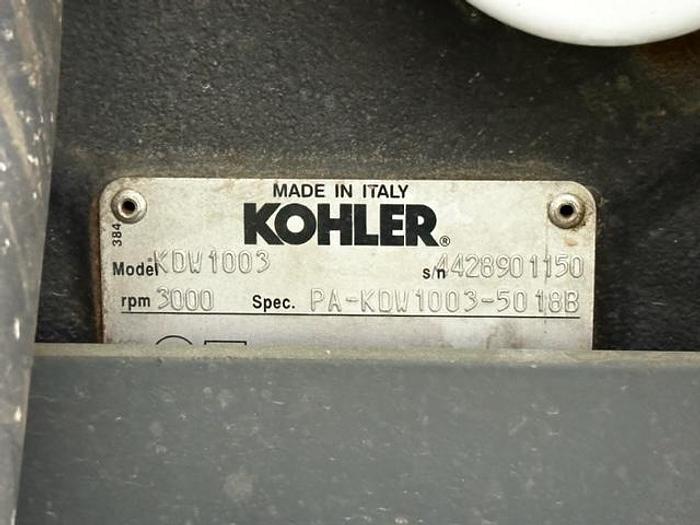 MADE IN ITALY
KOHLER®
384
Model KDW1003 s/n 4428901150
rpm 3000 Spec. PA-KDW1003-5018B